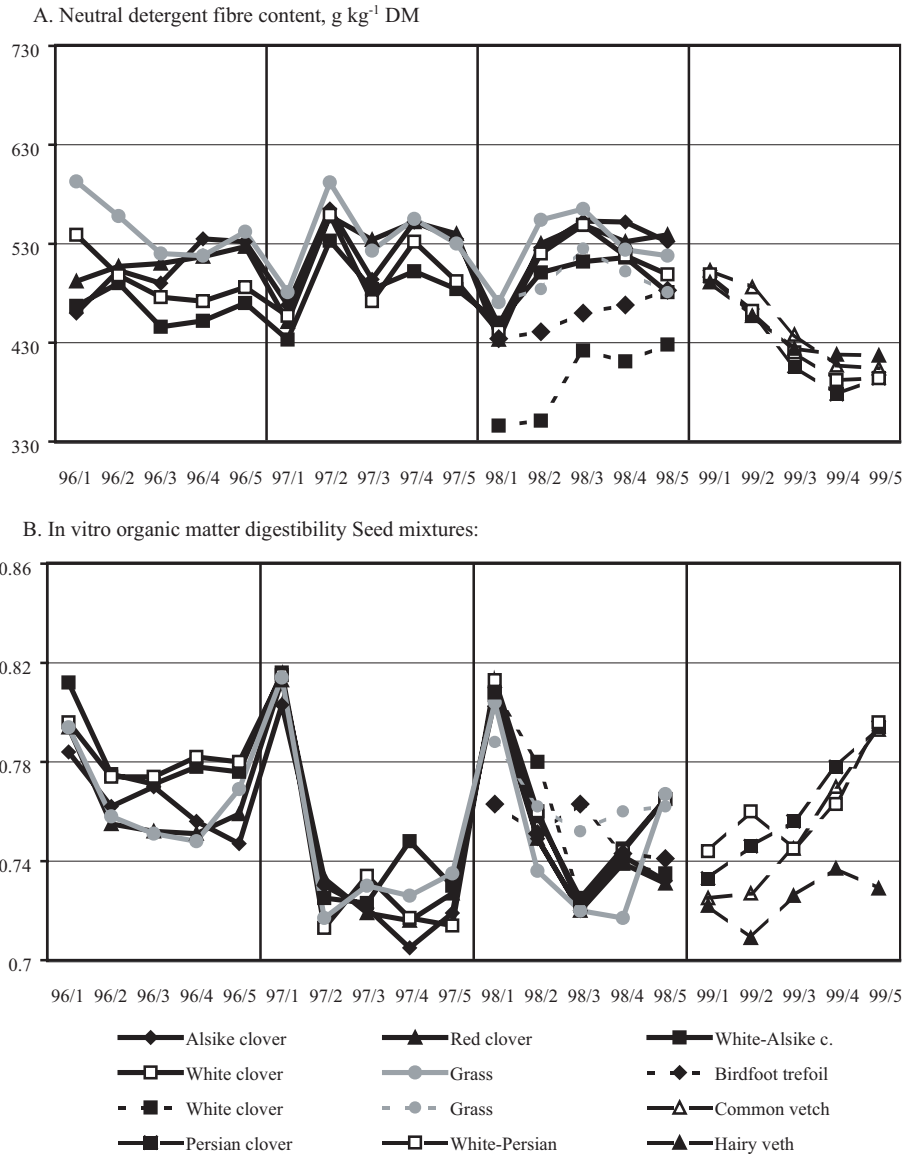 A. Neutral detergent fibre content, g kg-1 DM
730
630
530
430
330
96/1 96/2 96/3 96/4 96/5 97/1 97/2 97/3 97/4 97/5 98/1 98/2 98/3 98/4 98/5 99/1 99/2 99/3 99/4 99/5
B. In vitro organic matter digestibility Seed mixtures:
0.86
0.82
0.78
0.74
0.7
96/1 96/2 96/3 96/4 96/5 97/1 97/2 97/3 97/4 97/5 98/1 98/2 98/3 98/4 98/5 99/1 99/2 99/3 99/4 99/5
Alsike clover Red clover White-Alsike c.
White clover Grass Birdfoot trefoil
White clover Grass Common vetch
Persian clover White-Persian Hairy veth